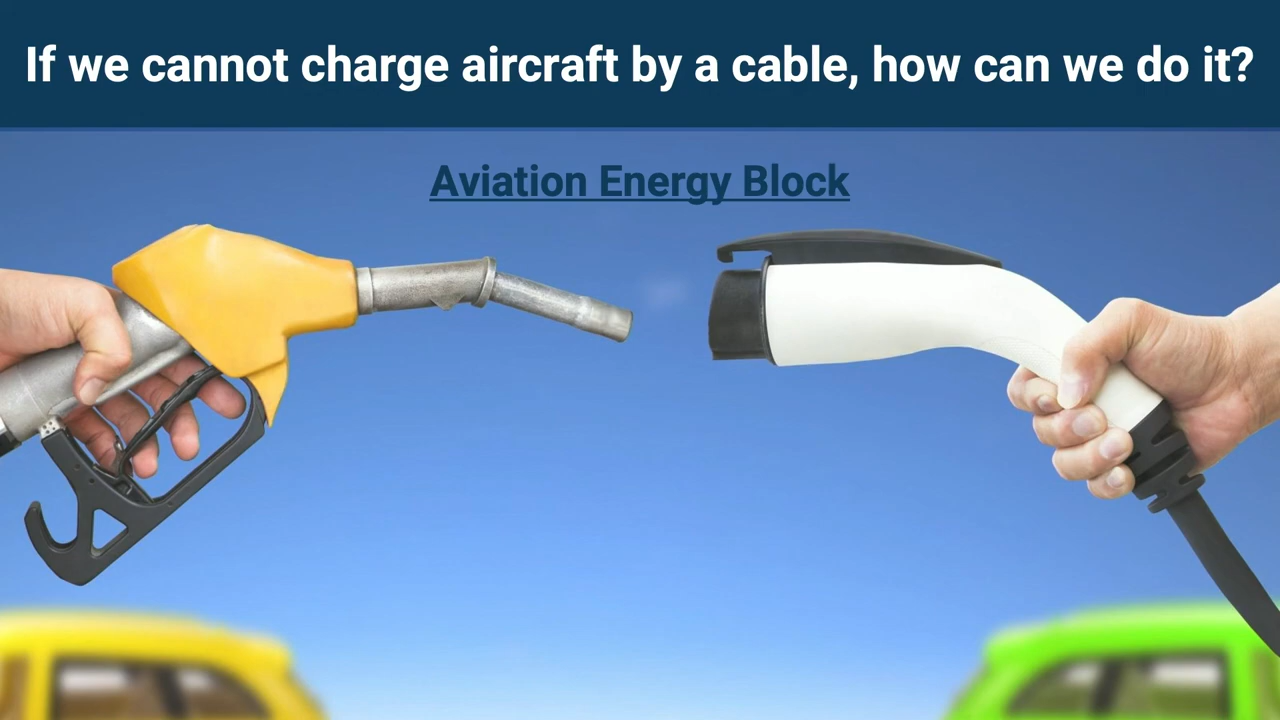 If we cannot charge aircraft by a cable, how can we do it?
Aviation Energy Block